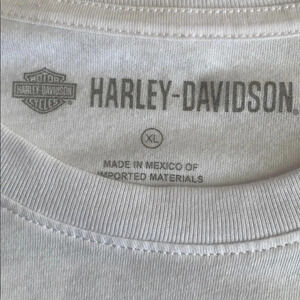 MOTOR
HARLEY-DAVIDSON
CYCLES
HARLEY-DAVIDSON®
XL
MADE IN MEXICO OF
IMPORTED MATERIALS